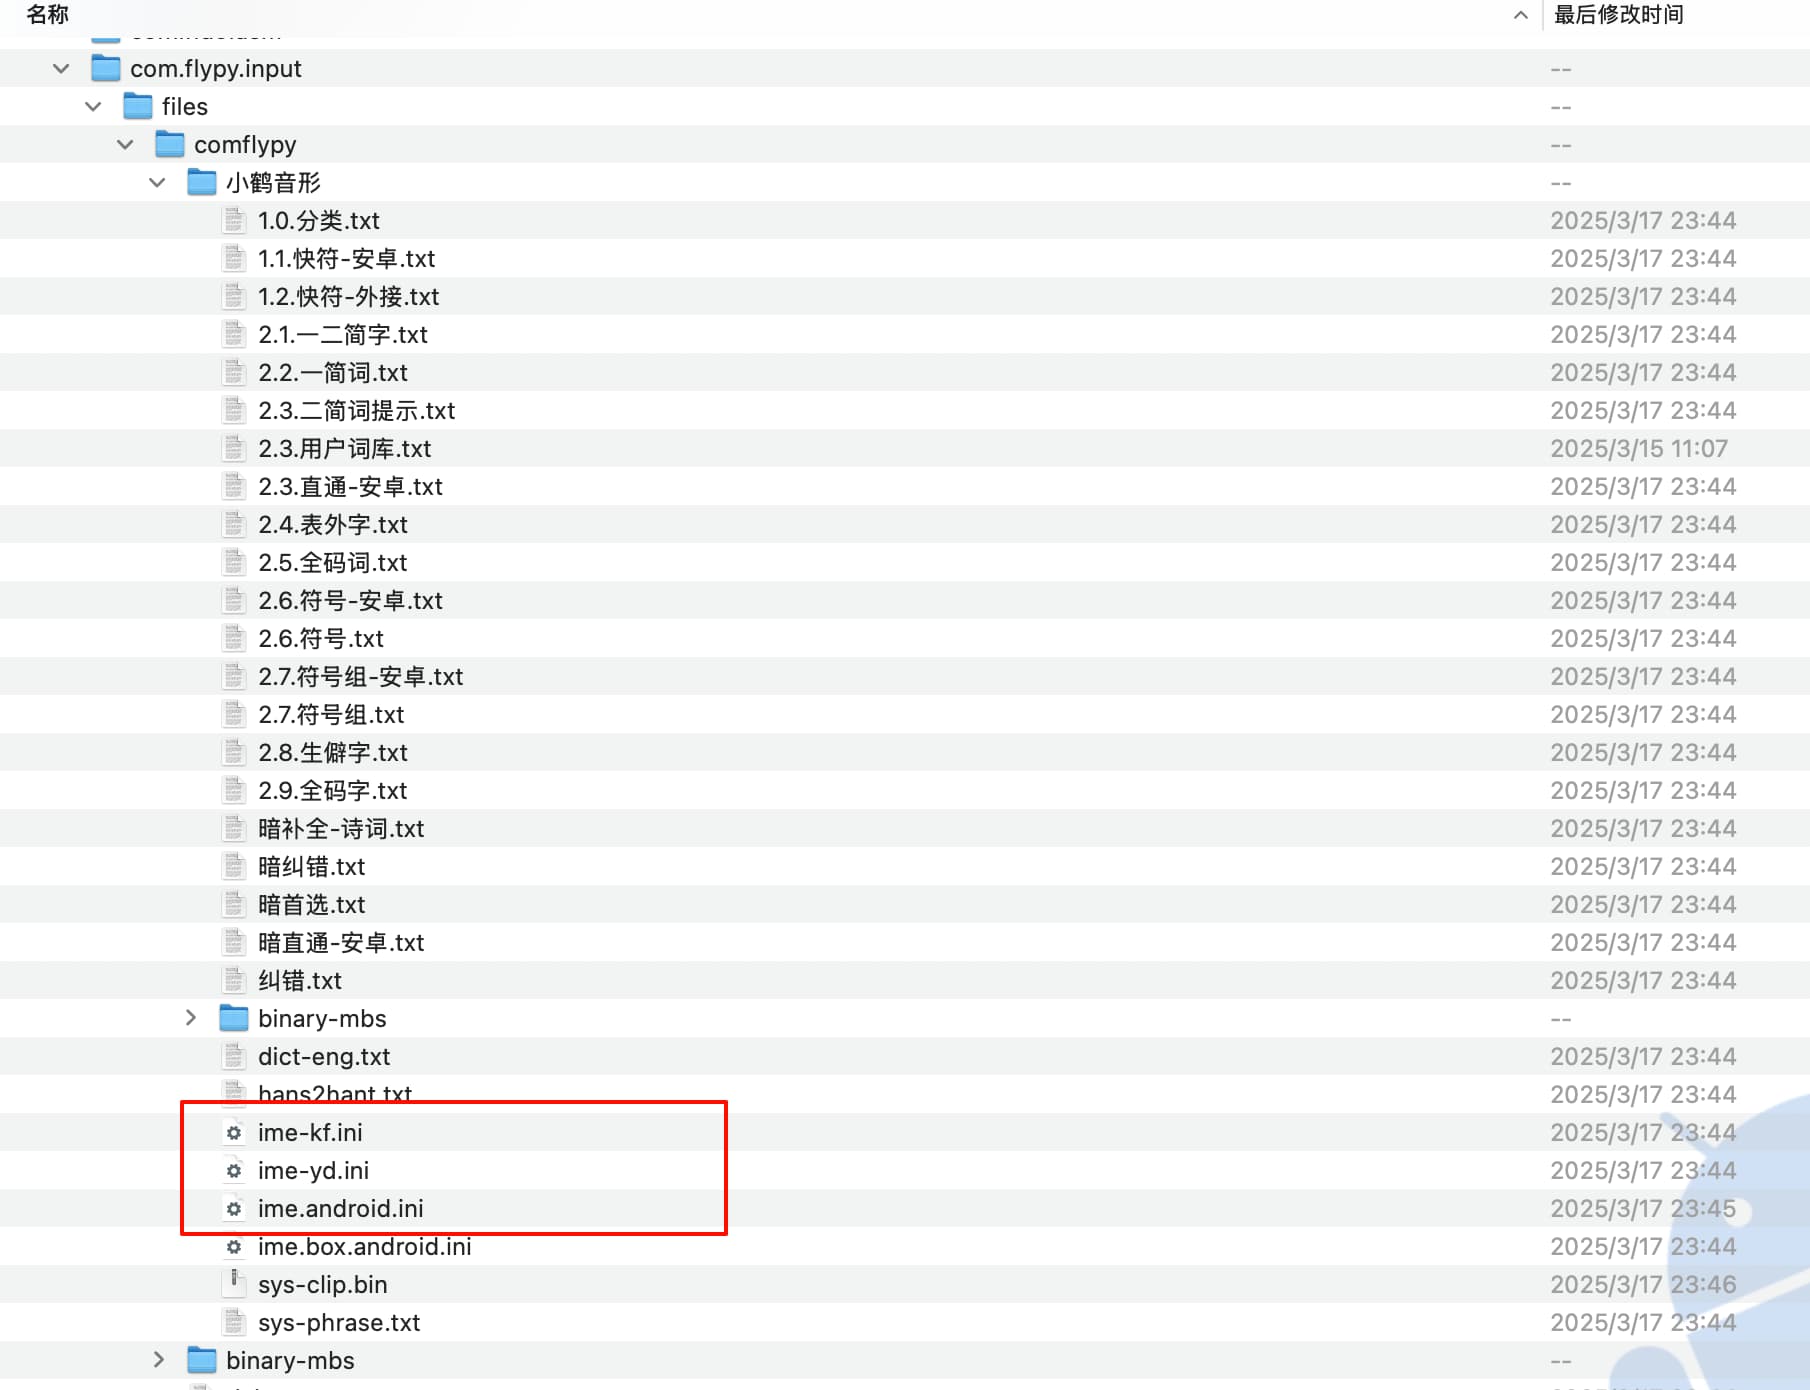 名称 最后修改时间
com.flypy.input --
files --
comflypy --
小鹤音形 --
1.0.分类.txt 2025/3/17 23:44
1.1.快符-安卓.txt 2025/3/17 23:44
1.2.快符-外接.txt 2025/3/17 23:44
2.1.一二简字.txt 2025/3/17 23:44
2.2.一简词.txt 2025/3/17 23:44
2.3.二简词提示.txt 2025/3/17 23:44
2.3.用户词库.txt 2025/3/15 11:07
2.3.直通-安卓.txt 2025/3/17 23:44
2.4.表外字.txt 2025/3/17 23:44
2.5.全码词.txt 2025/3/17 23:44
2.6.符号-安卓.txt 2025/3/17 23:44
2.6.符号.txt 2025/3/17 23:44
2.7.符号组-安卓.txt 2025/3/17 23:44
2.7.符号组.txt 2025/3/17 23:44
2.8.生僻字.txt 2025/3/17 23:44
2.9.全码字.txt 2025/3/17 23:44
暗补全-诗词.txt 2025/3/17 23:44
暗纠错.txt 2025/3/17 23:44
暗首选.txt 2025/3/17 23:44
暗直通-安卓.txt 2025/3/17 23:44
纠错.txt 2025/3/17 23:44
binary-mbs --
dict-eng.txt 2025/3/17 23:44
hans2hant.txt 2025/3/17 23:44
ime-kf.ini 2025/3/17 23:44
ime-yd.ini 2025/3/17 23:44
ime.android.ini 2025/3/17 23:45
ime.box.android.ini 2025/3/17 23:44
sys-clip.bin 2025/3/17 23:46
sys-phrase.txt 2025/3/17 23:44
binary-mbs --